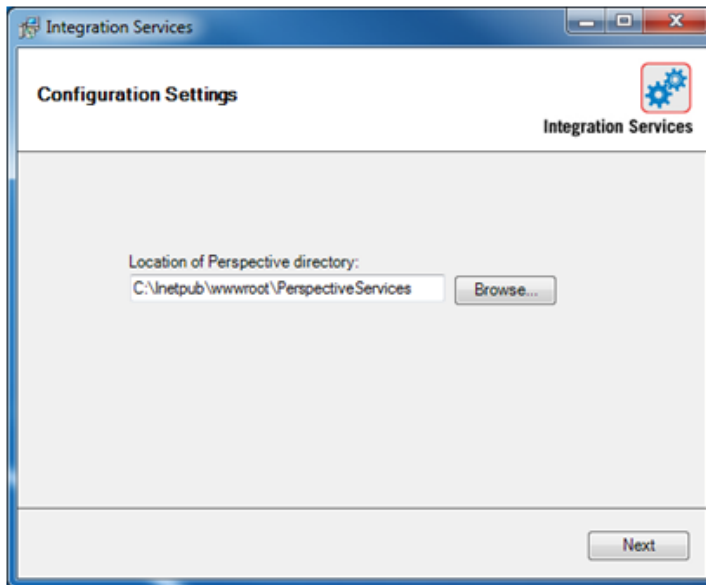 Integration Services
Configuration Settings
Integration Services
Location of Perspective directory:
C:\Inetpub\wwwroot\PerspectiveServices
Browse...
Next